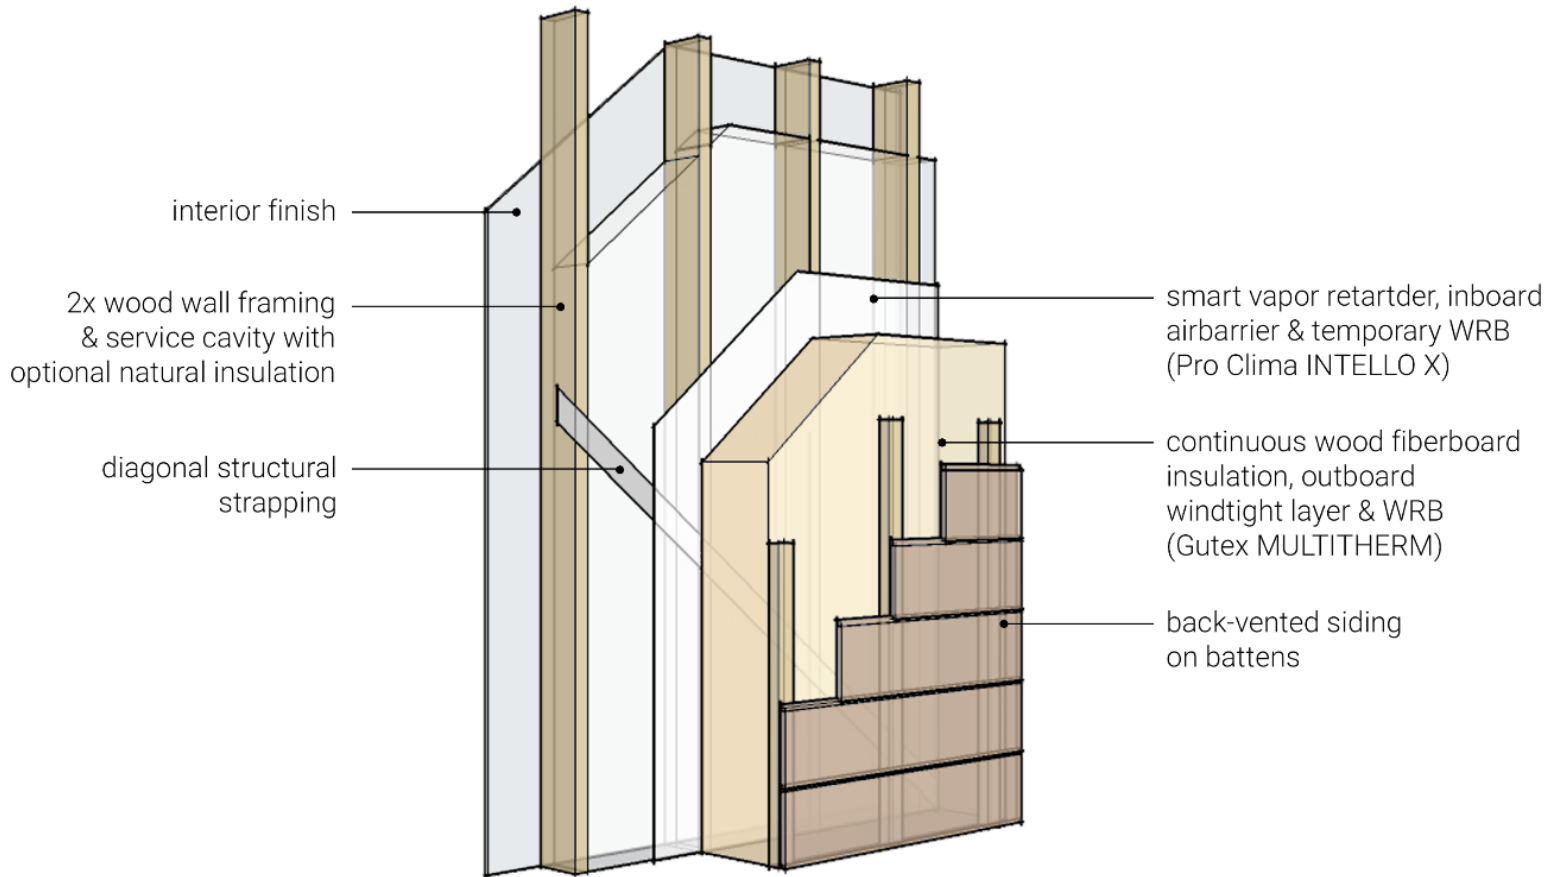 interior finish
2x wood wall framing
& service cavity with
optional natural insulation
diagonal structural
strapping
smart vapor retartder, inboard
airbarrier & temporary WRB
(Pro Clima INTELLO X)
continuous wood fiberboard
insulation, outboard
windtight layer & WRB
(Gutex MULTITHERM)
back-vented siding
on battens